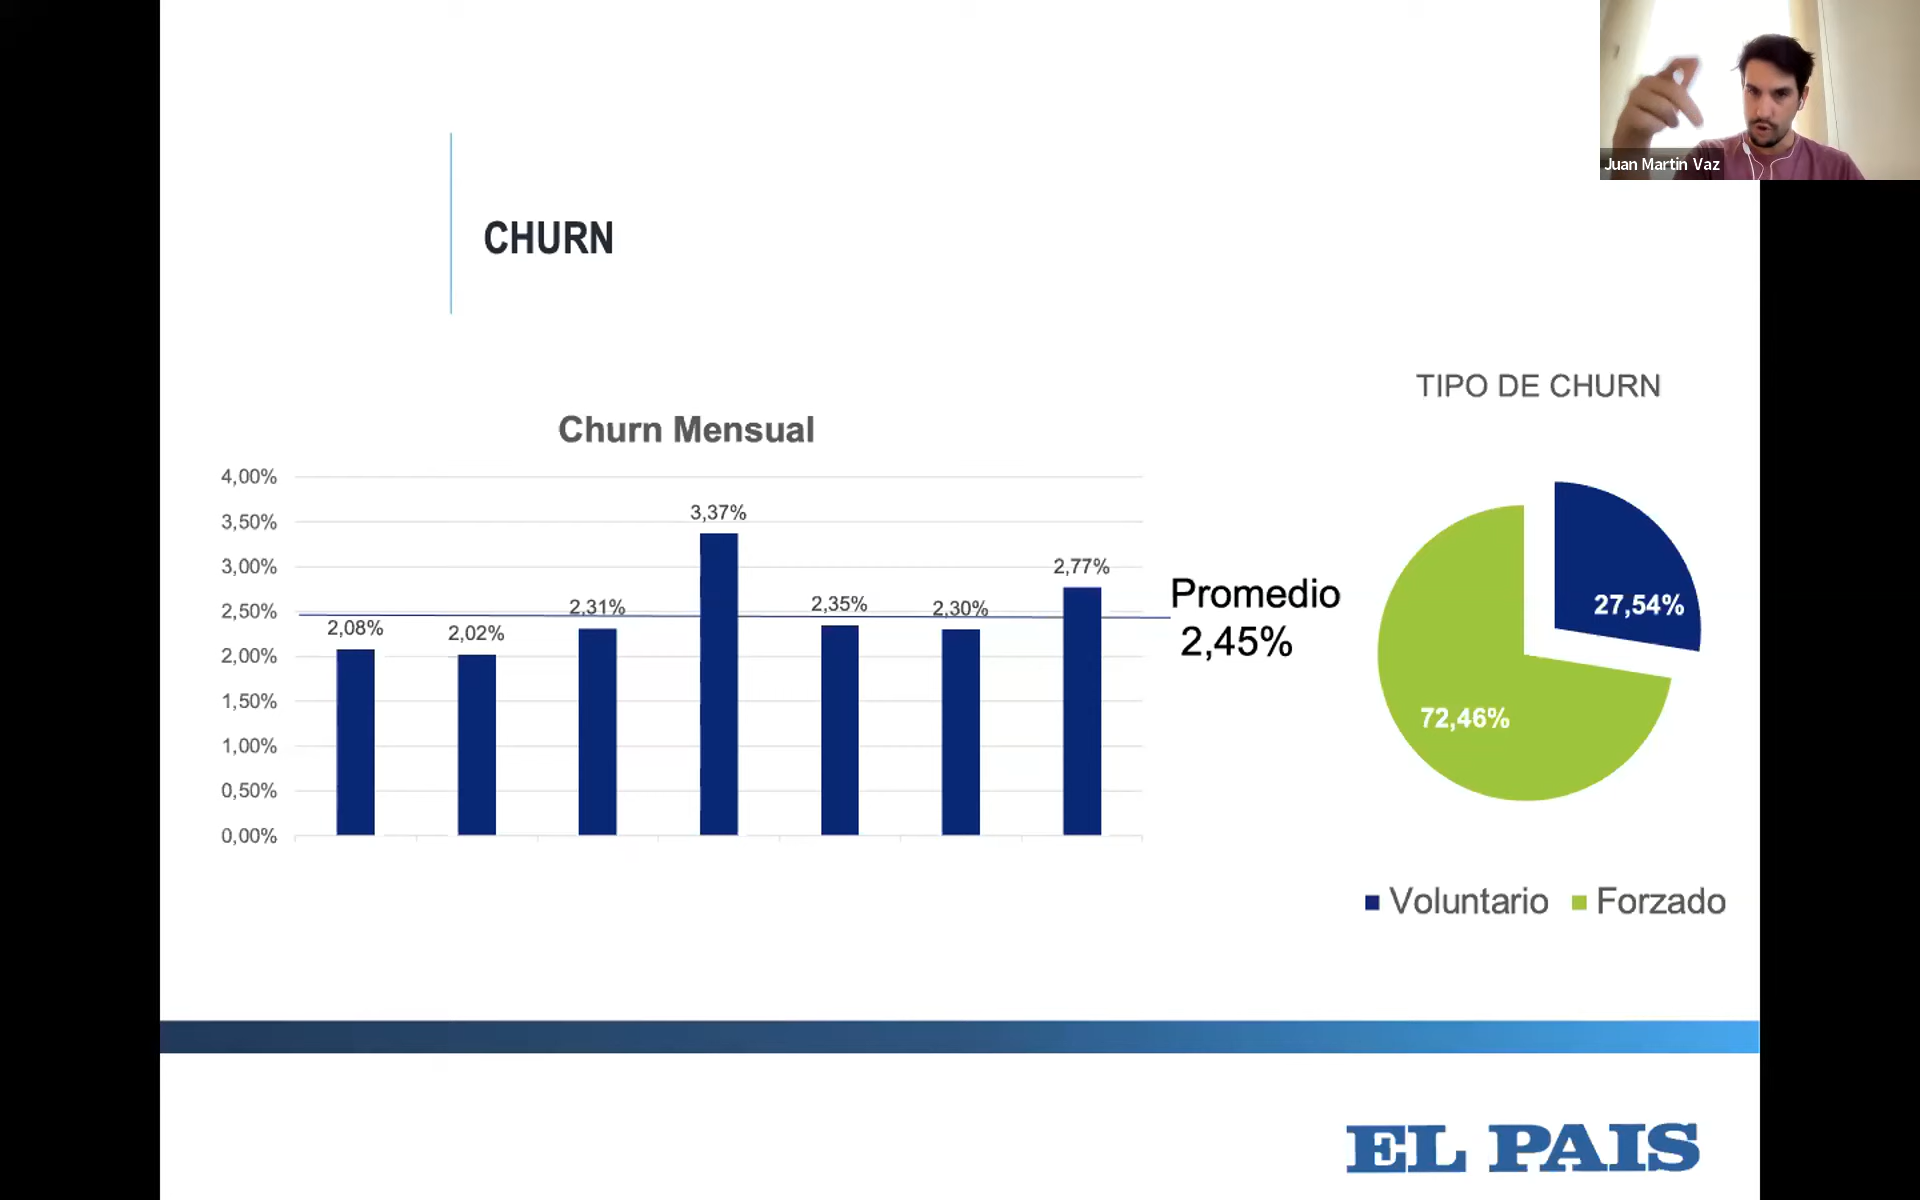 Juan Martin Vaz
CHURN
Churn Mensual
4,00%
3,50%
3,00%
2,50%
2,00%
1,50%
1,00%
0,50%
0,00%
2,08%
2,02%
2,31%
3,37%
2,35%
2,30%
2,77%
Promedio
2,45%
TIPO DE CHURN
27,54%
72,46%
Voluntario
Forzado
EL PAIS